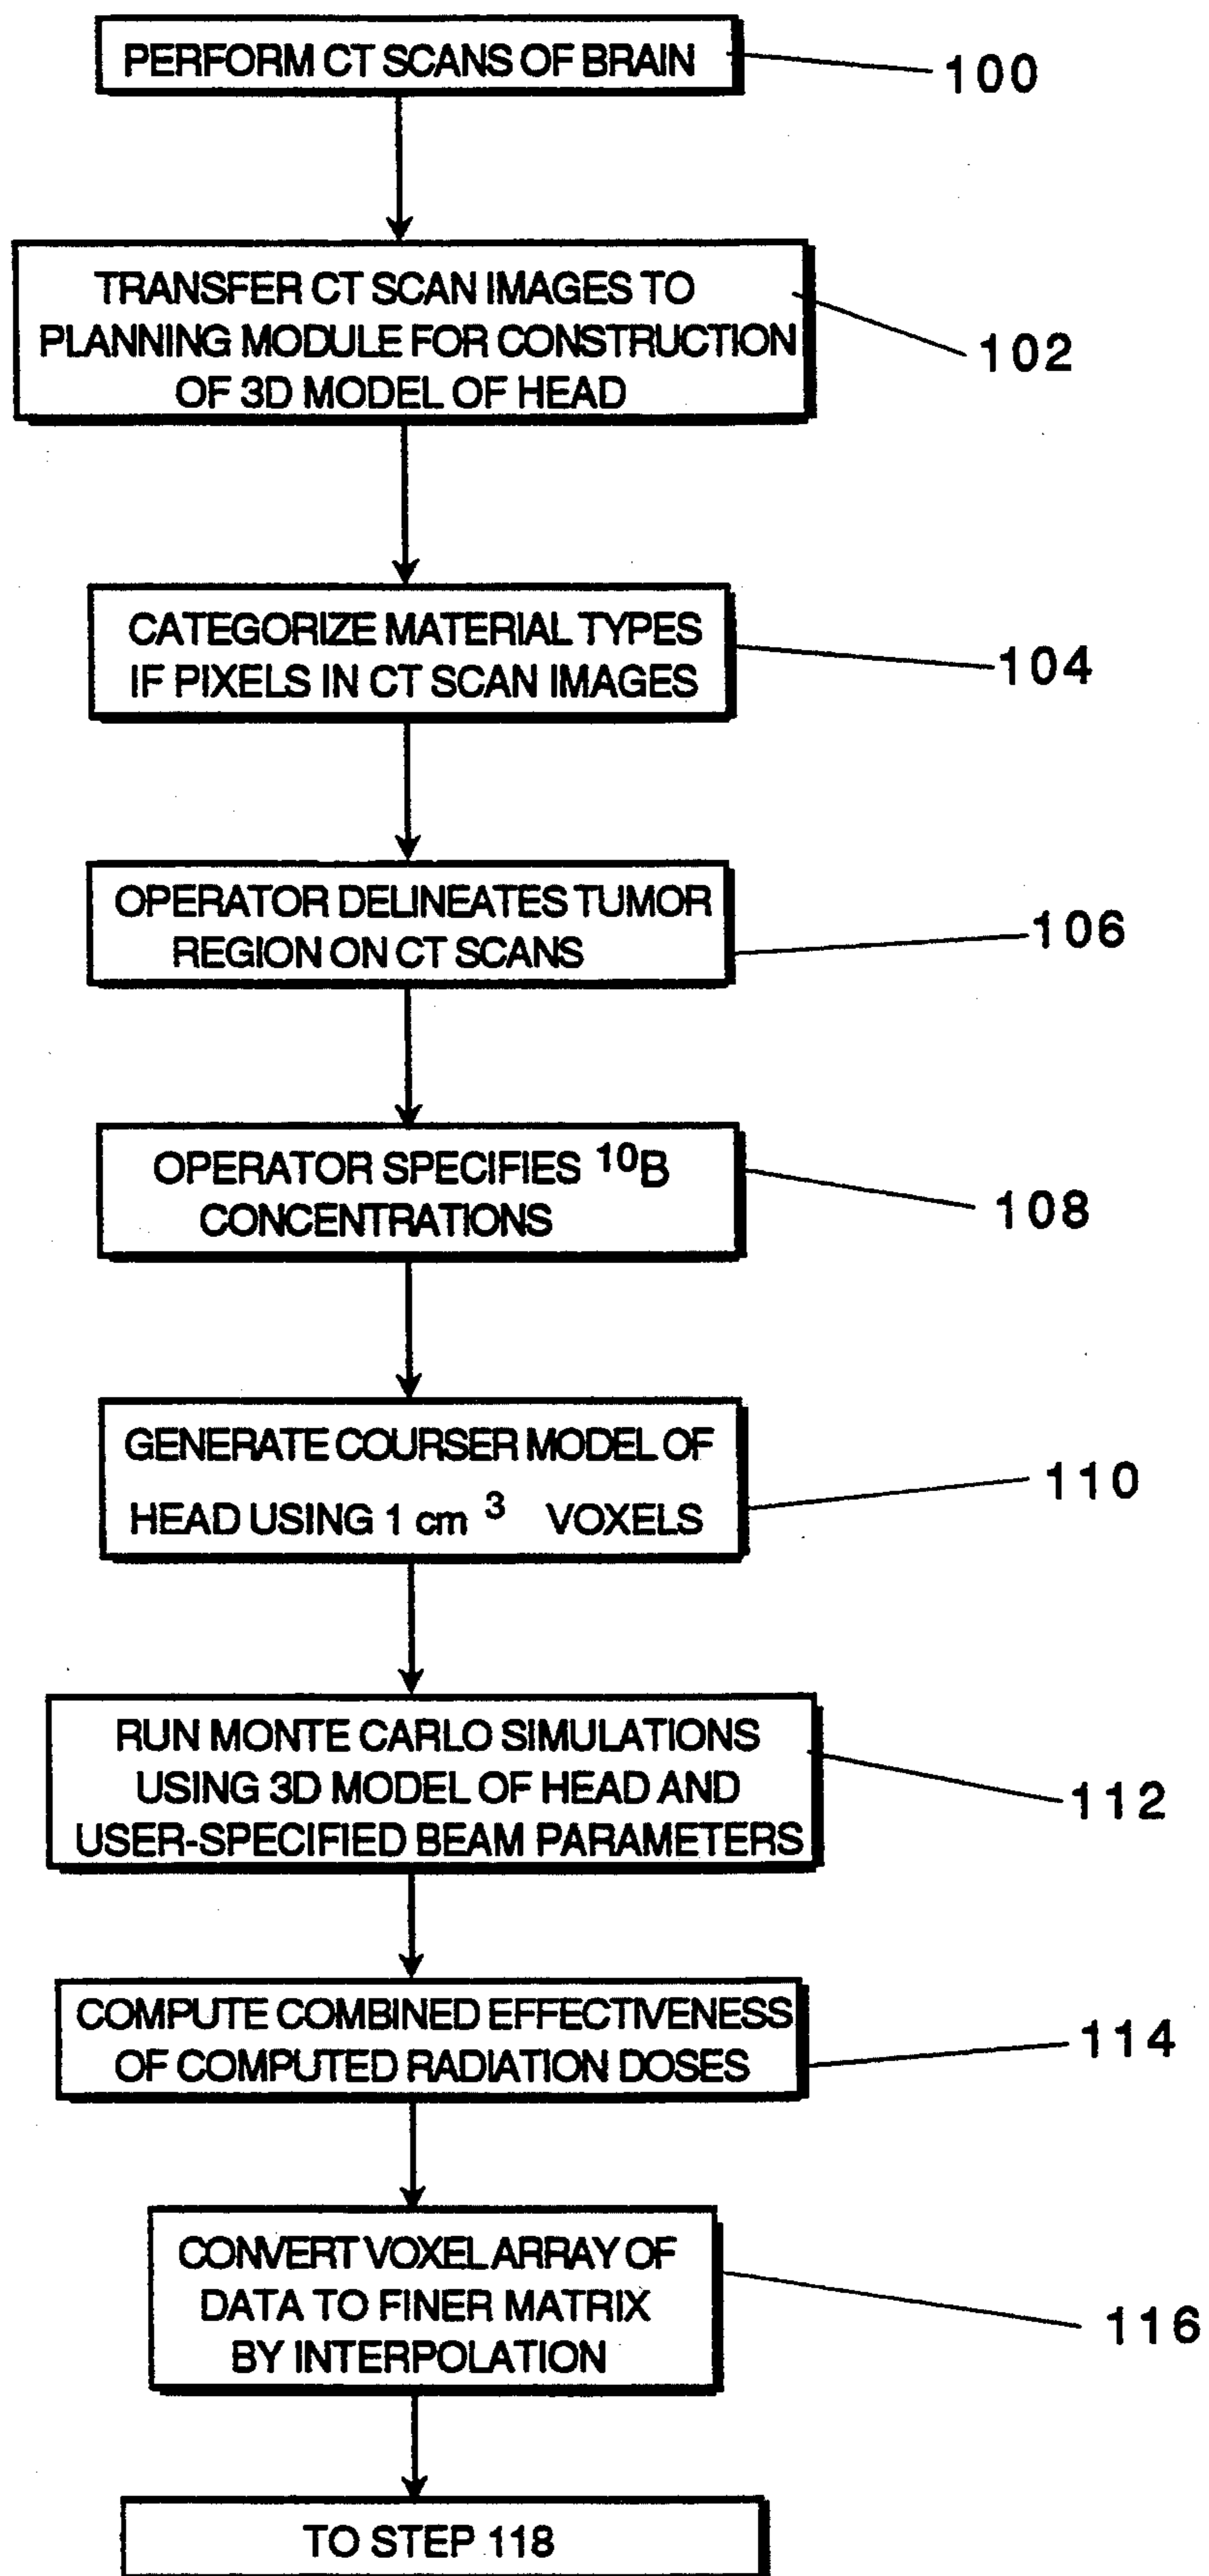 PERFORM CT SCANS OF BRAIN
100
TRANSFER CT SCAN IMAGES TO
PLANNING MODULE FOR CONSTRUCTION
OF 3D MODEL OF HEAD
102
CATEGORIZE MATERIAL TYPES
IF PIXELS IN CT SCAN IMAGES
104
OPERATOR DELINEATES TUMOR
REGION ON CT SCANS
106
OPERATOR SPECIFIES ¹⁰B
CONCENTRATIONS
108
GENERATE COURSER MODEL OF
HEAD USING 1 cm ³ VOXELS
110
RUN MONTE CARLO SIMULATIONS
USING 3D MODEL OF HEAD AND
USER-SPECIFIED BEAM PARAMETERS
112
COMPUTE COMBINED EFFECTIVENESS
OF COMPUTED RADIATION DOSES
114
CONVERT VOXEL ARRAY OF
DATA TO FINER MATRIX
BY INTERPOLATION
116
TO STEP 118